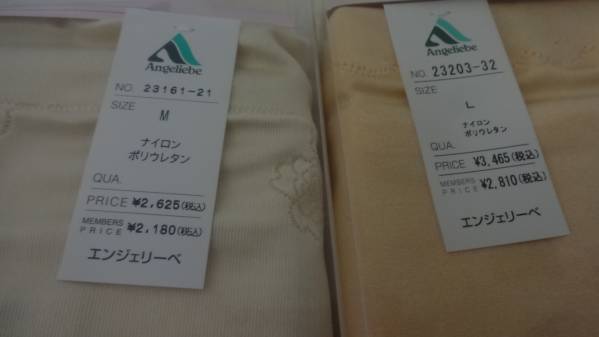 Angeliebe
NO. 23161-21
SIZE
M
ナイロン
ポリウレタン
QUA.
PRICE ¥2,625(税込)
MEMBERS PRICE ¥2,180(税込)
エンジェリーベ
Angeliebe
NO. 23203-32
SIZE
L
ナイロン
ポリウレタン
QUA.
PRICE ¥3,465(税込)
MEMBERS PRICE ¥2,810(税込)
エンジェリーベ